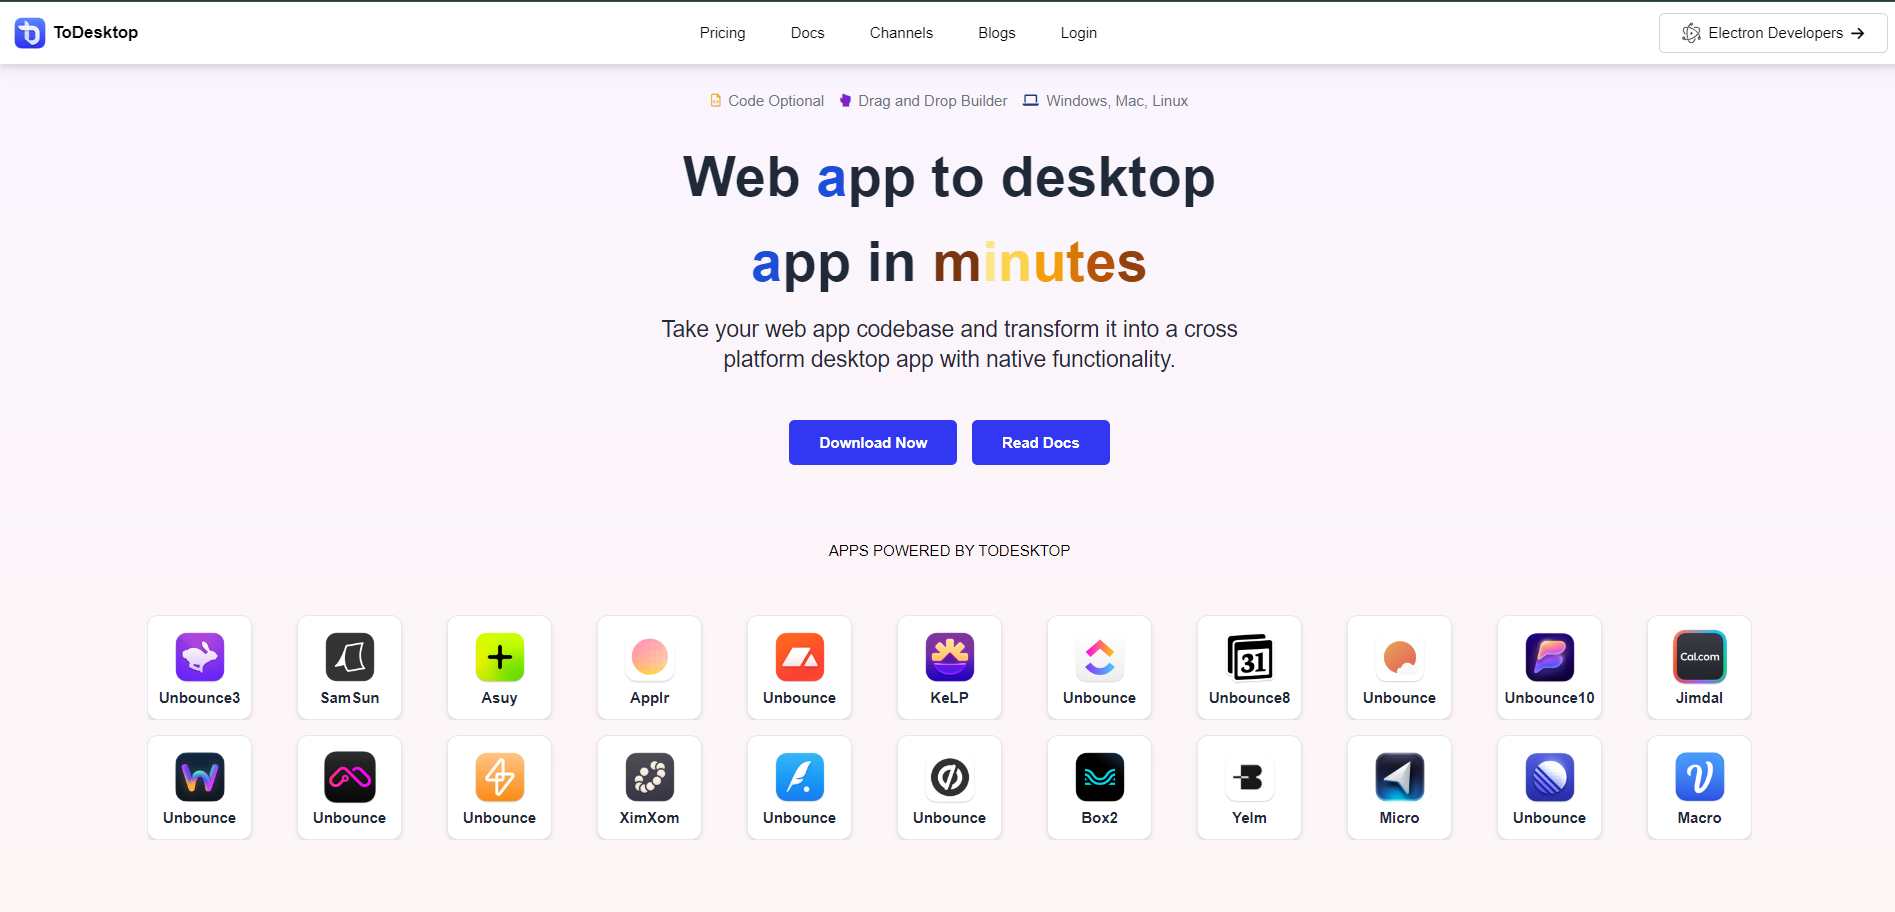 ToDesktop
Pricing Docs Channels Blogs Login
Electron Developers
Code Optional Drag and Drop Builder Windows, Mac, Linux
Web app to desktop
app in minutes
Take your web app codebase and transform it into a cross
platform desktop app with native functionality.
Download Now Read Docs
APPS POWERED BY TODESKTOP
31 Cal.com
Unbounce3 SamSun Asuy Applr Unbounce KeLP Unbounce Unbounce8 Unbounce Unbounce10 Jimdal
Unbounce Unbounce Unbounce XimXom Unbounce Unbounce Box2 Yelm Micro Unbounce Macro